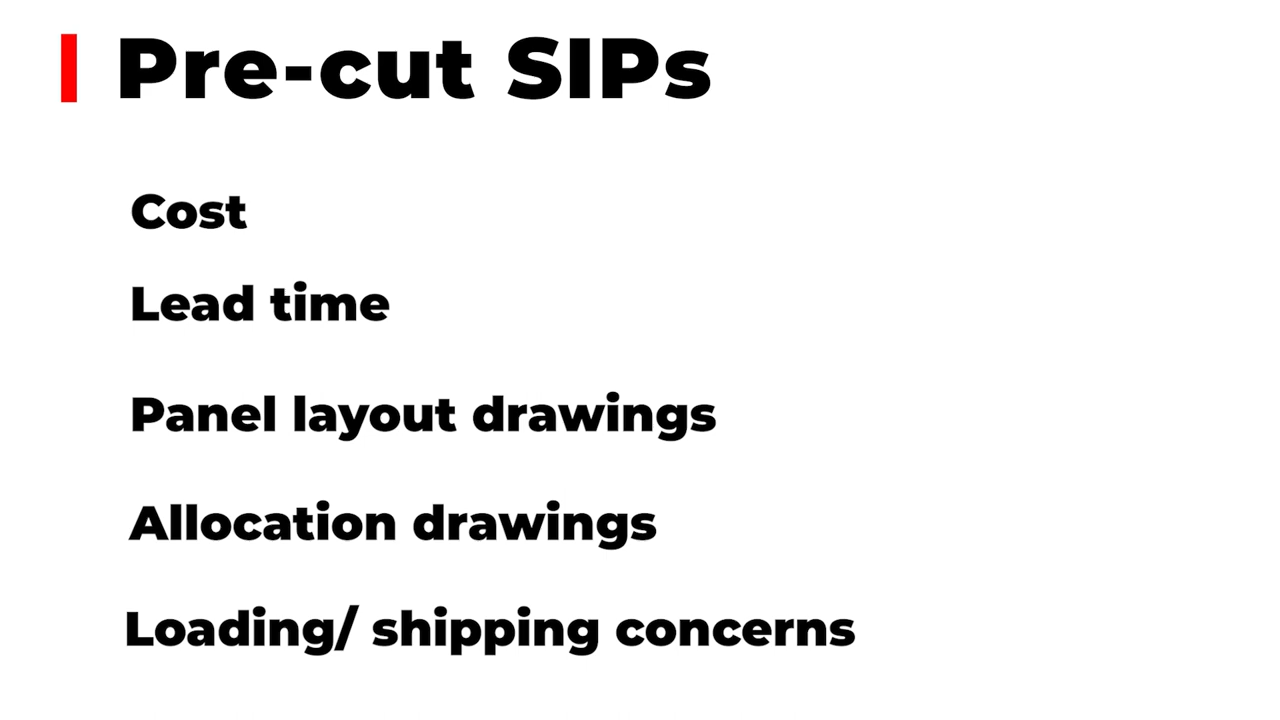 Pre-cut SIPs
Cost
Lead time
Panel layout drawings
Allocation drawings
Loading/ shipping concerns